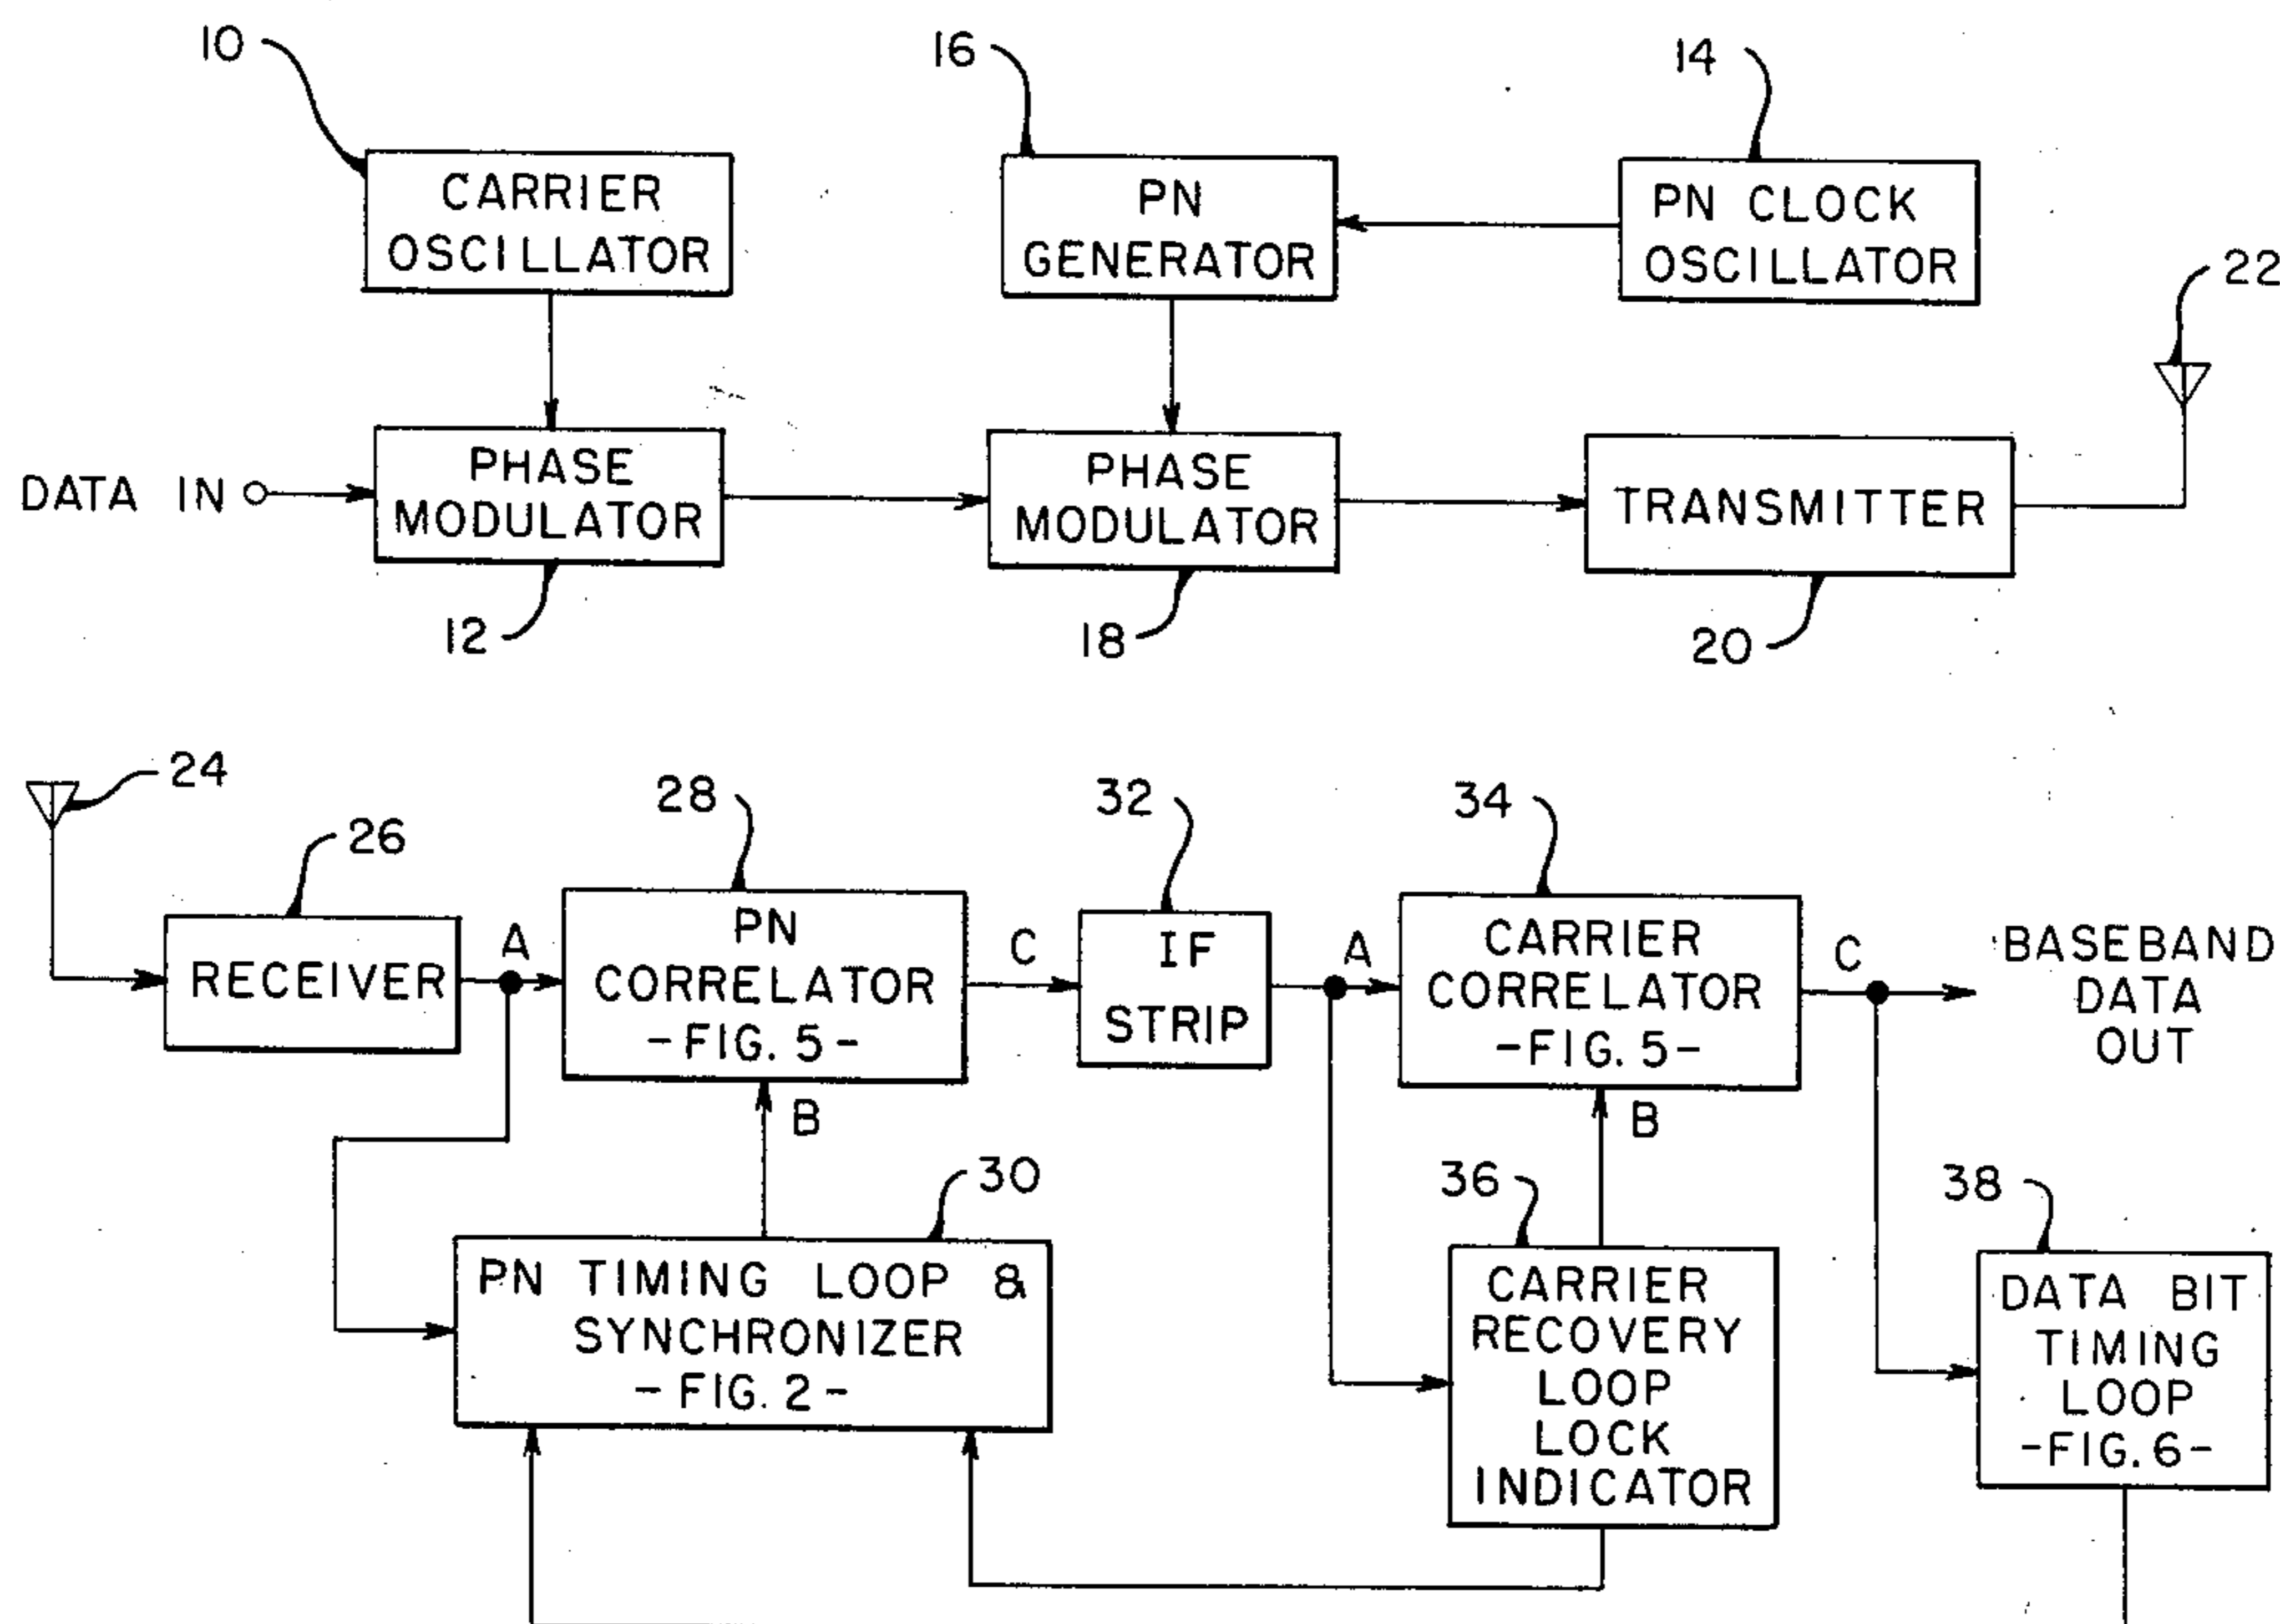 10
16
14
CARRIER
OSCILLATOR
PN
GENERATOR
PN CLOCK
OSCILLATOR
22
DATA IN
PHASE
MODULATOR
PHASE
MODULATOR
TRANSMITTER
12
18
20
24
26
28
32
34
RECEIVER
A
PN
CORRELATOR
-FIG. 5-
C
IF
STRIP
A
CARRIER
CORRELATOR
-FIG. 5-
C
BASEBAND
DATA
OUT
B
B
30
36
38
PN TIMING LOOP &
SYNCHRONIZER
-FIG. 2-
CARRIER
RECOVERY
LOOP
LOCK
INDICATOR
DATA BIT
TIMING
LOOP
-FIG. 6-